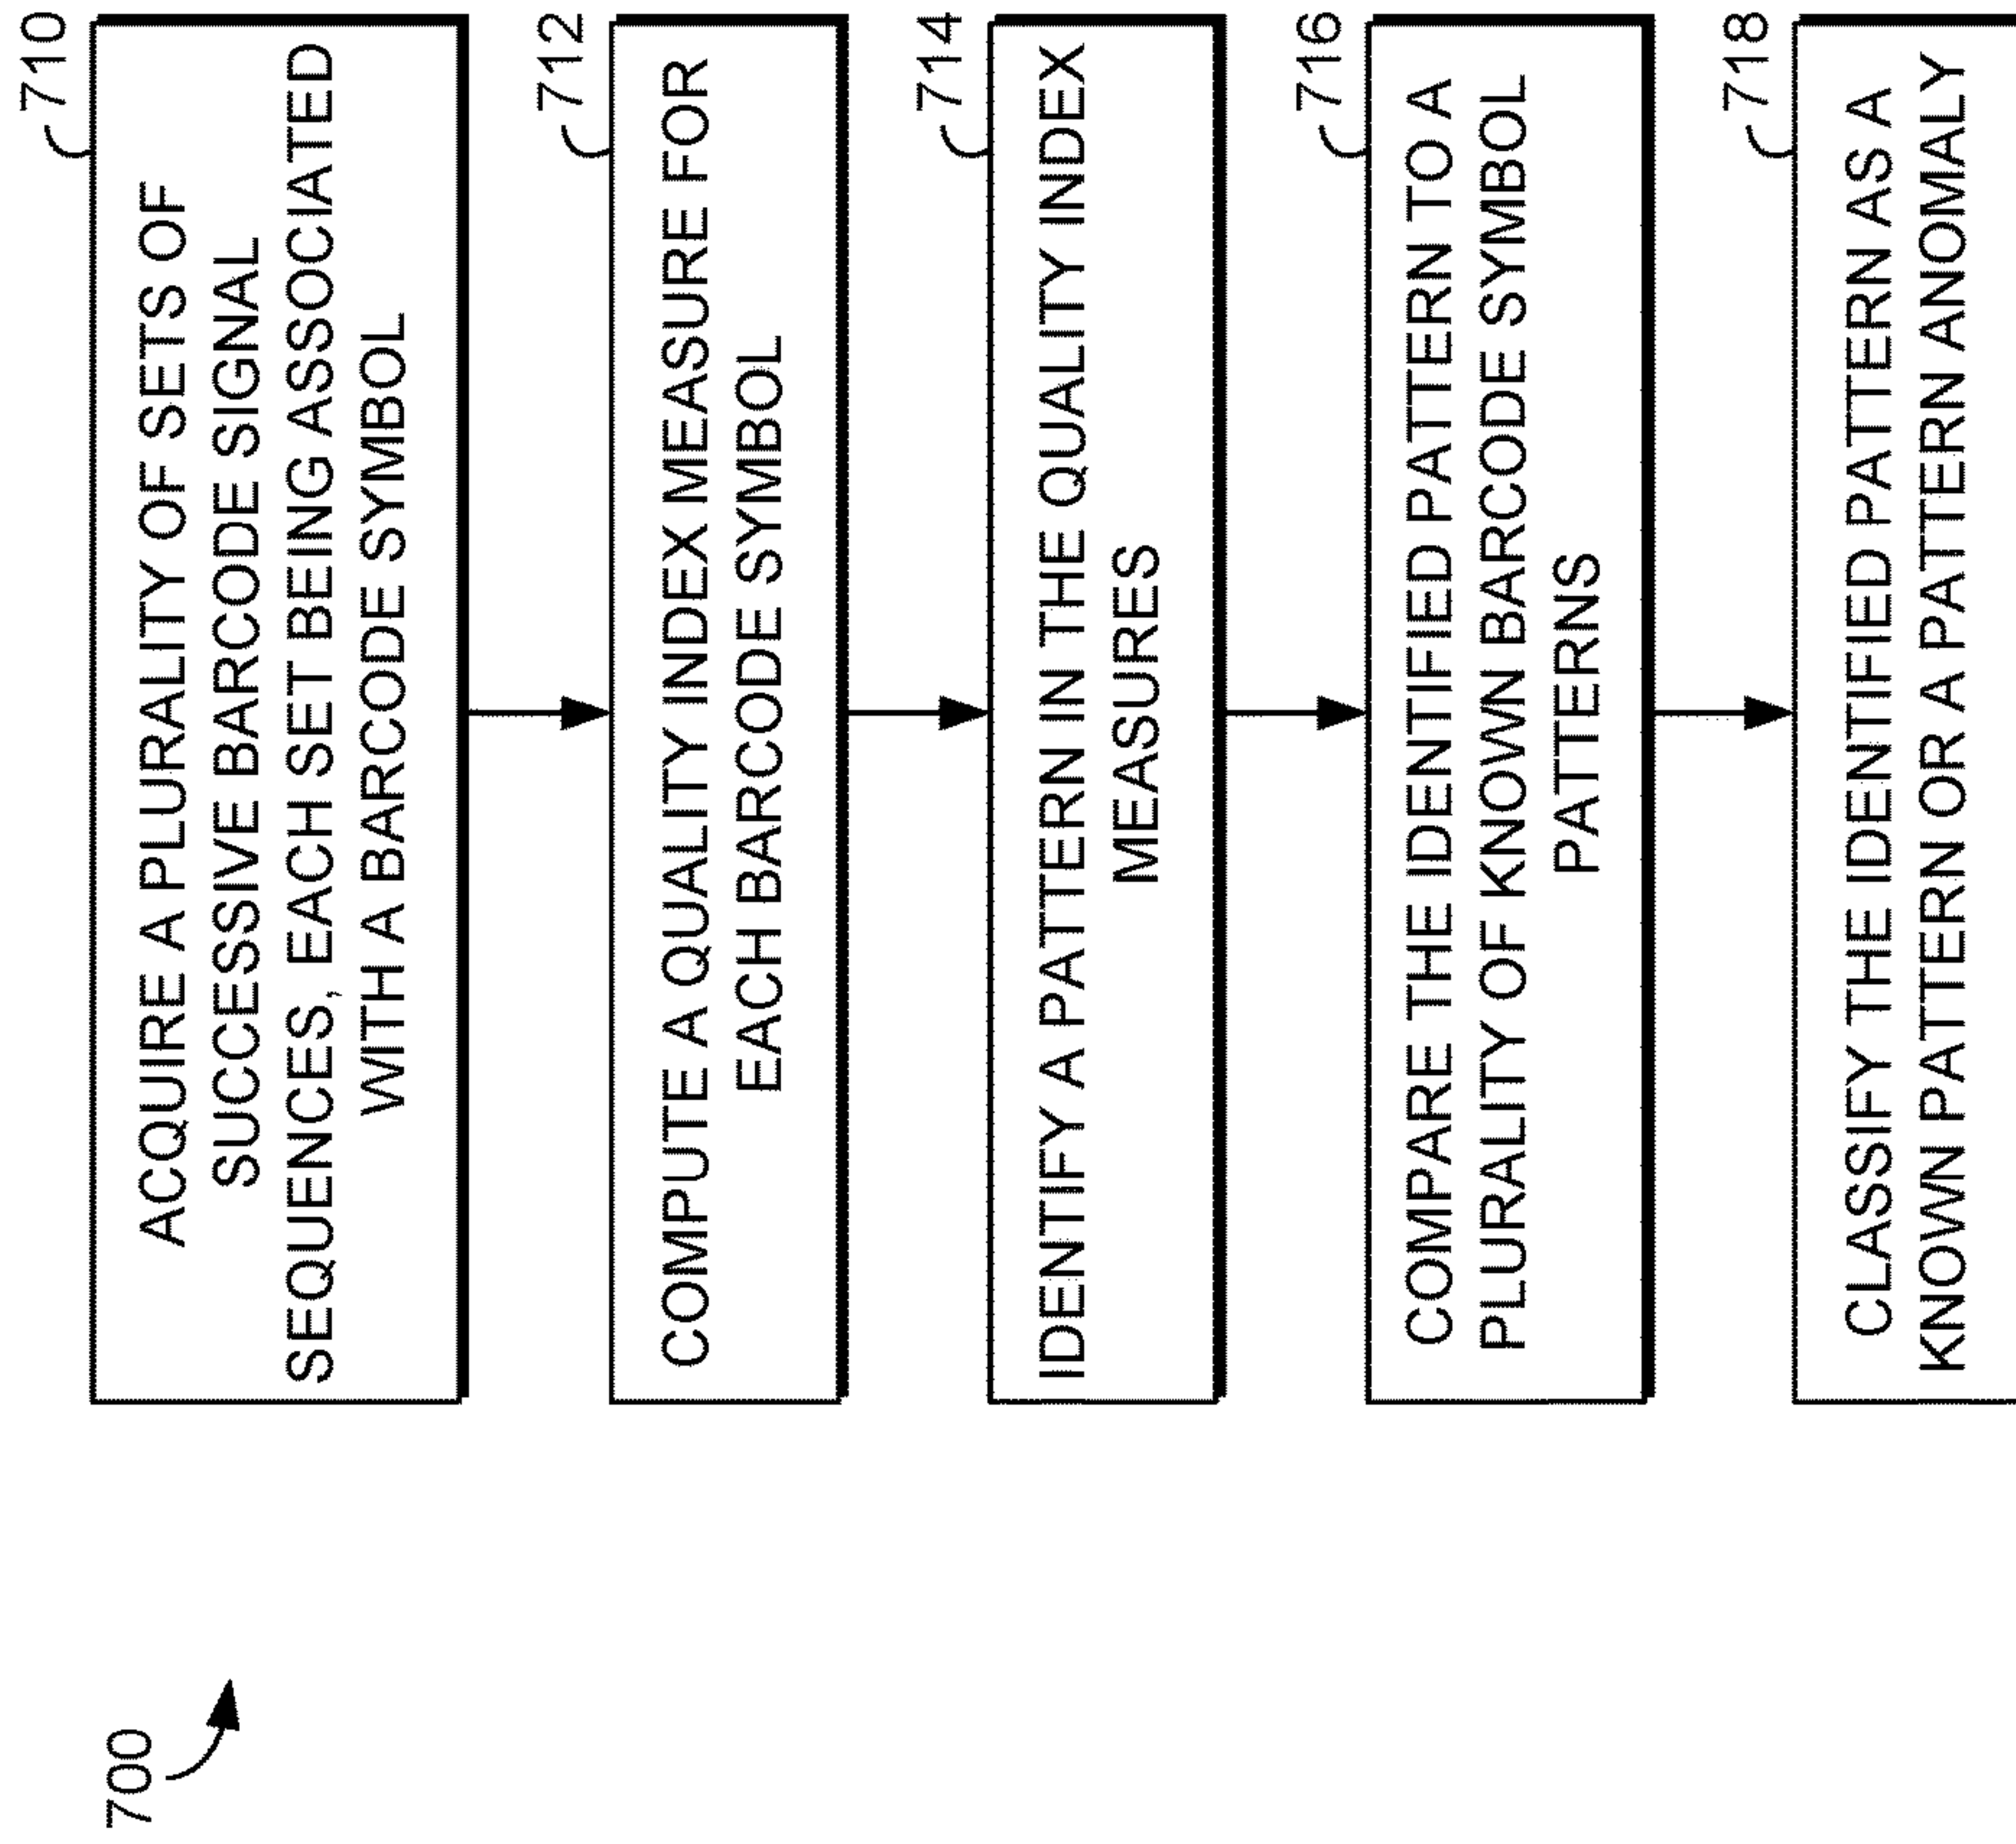 700
710
ACQUIRE A PLURALITY OF SETS OF
SUCCESSIVE BARCODE SIGNAL
SEQUENCES, EACH SET BEING ASSOCIATED
WITH A BARCODE SYMBOL
712
COMPUTE A QUALITY INDEX MEASURE FOR
EACH BARCODE SYMBOL
714
IDENTIFY A PATTERN IN THE QUALITY INDEX
MEASURES
716
COMPARE THE IDENTIFIED PATTERN TO A
PLURALITY OF KNOWN BARCODE SYMBOL
PATTERNS
718
CLASSIFY THE IDENTIFIED PATTERN AS A
KNOWN PATTERN OR A PATTERN ANOMALY